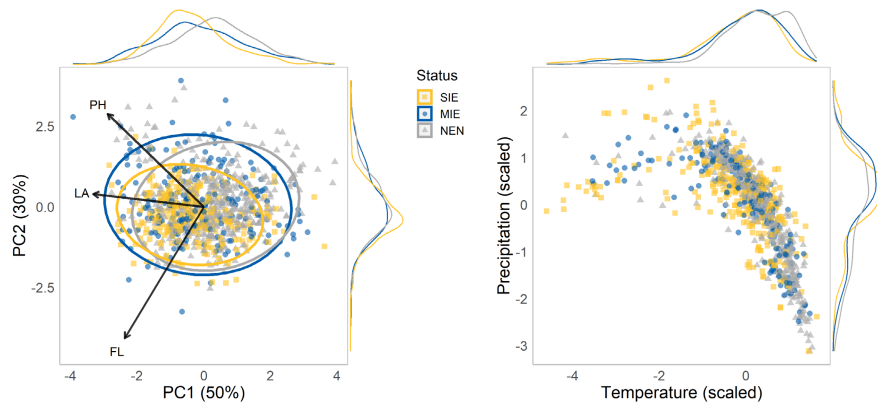 Status
SIE
MIE
NEN
PH
LA
FL
2.5
0.0
-2.5
-4
-2
0
2
4
PC2 (30%)
PC1 (50%)
2
1
0
-1
-2
-3
-4
-2
0
Precipitation (scaled)
Temperature (scaled)